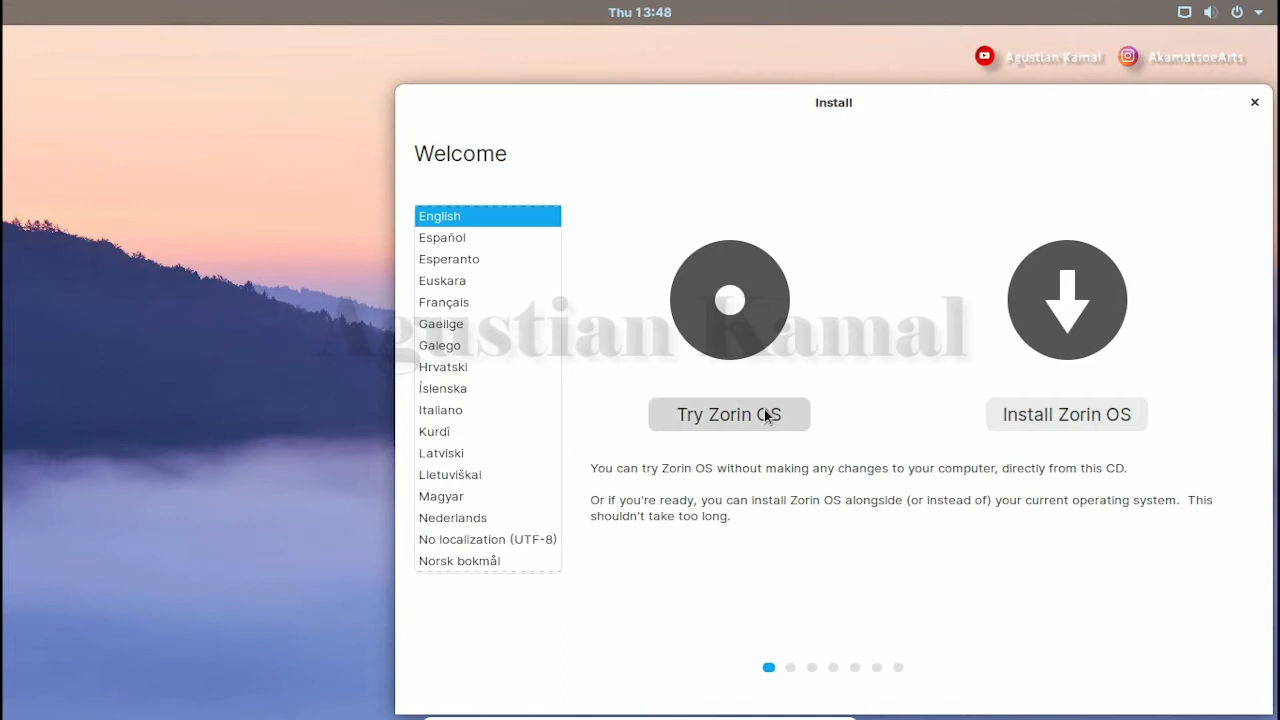 Thu 13:48
Agustian Kamal AkamatsoeArts
Install
Welcome
English
Español
Esperanto
Euskara
Français
Gaeilge
Galego
Hrvatski
Íslenska
Italiano
Kurdî
Latviski
Lietuviškai
Magyar
Nederlands
No localization (UTF-8)
Norsk bokmål
Agustian Kamal
Try Zorin OS
Install Zorin OS
You can try Zorin OS without making any changes to your computer, directly from this CD.
Or if you're ready, you can install Zorin OS alongside (or instead of) your current operating system. This
shouldn't take too long.